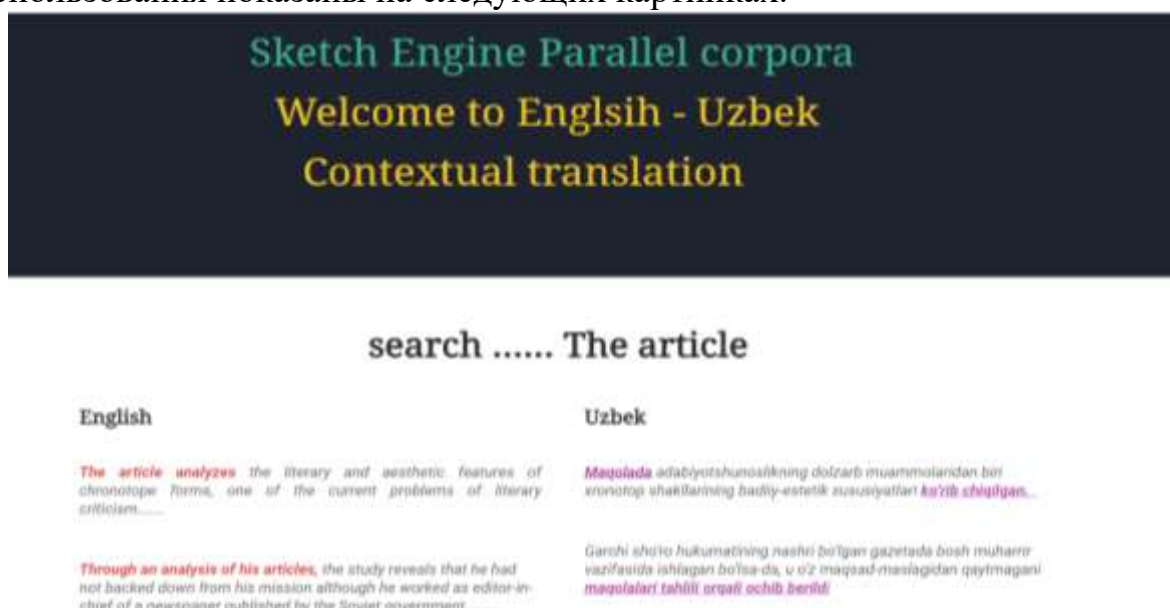 показаны на следующих картинках.
Sketch Engine Parallel corpora
Welcome to Englsih - Uzbek
Contextual translation
search ...... The article
English
Uzbek
The article analyzes the literary and aesthetic features of
chronotope forms, one of the current problems of literary
criticism......
Maqolada adabiyotshunoslikning dolzarb muammolaridan biri
xronotop shakllarining badiiy-estetik xususiyatlari ko'rib chiqilgan...
Through an analysis of his articles, the study reveals that he had
not backed down from his mission although he worked as editor-in-
chief of a newspaper published by the Soviet government
Garchi sho'ro hukumatining nashri bo'lgan gazetada bosh muharrir
vazifasida ishlagan bo'lsa-da, u o'z maqsad-maslagidan qaytmagani
maqolalari tahlili orqali ochib berildi